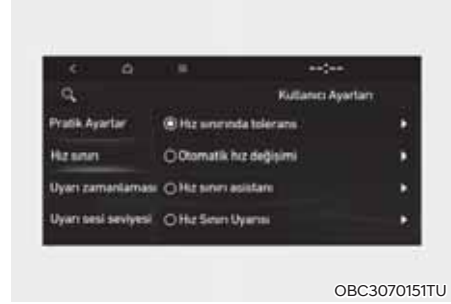 --:--
Kullanıcı Ayarları
Pratik Ayarlar
Hız sınırında tolerans
Hız sınırı
Otomatik hız değişimi
Uyarı zamanlaması
Hız sınırı asistanı
Uyarı sesi seviyesi
Hız Sınırı Uyarısı
OBC3070151TU